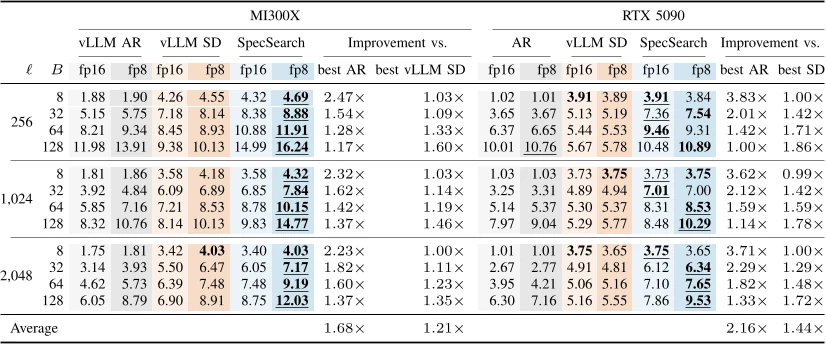 MI300X RTX 5090
vLLM AR vLLM SD SpecSearch Improvement vs. AR vLLM SD SpecSearch Improvement vs.
ℓ B fp16 fp8 fp16 fp8 fp16 fp8 best AR best vLLM SD fp16 fp8 fp16 fp8 fp16 fp8 best AR best SD
256 8 1.88 1.90 4.26 4.55 4.32 4.69 2.47× 1.03× 1.02 1.01 3.91 3.89 3.91 3.84 3.83× 1.00×
32 5.15 5.75 7.18 8.14 8.38 8.88 1.54× 1.09× 3.65 3.67 5.13 5.19 7.36 7.54 2.01× 1.42×
64 8.21 9.34 8.45 8.93 10.88 11.91 1.28× 1.33× 6.37 6.65 5.44 5.53 9.46 9.31 1.42× 1.71×
128 11.98 13.91 9.38 10.13 14.99 16.24 1.17× 1.60× 10.01 10.76 5.67 5.78 10.48 10.89 1.00× 1.86×
1,024 8 1.81 1.86 3.58 4.18 3.58 4.32 2.32× 1.03× 1.03 1.03 3.73 3.75 3.73 3.75 3.62× 0.99×
32 3.92 4.84 6.09 6.89 6.85 7.84 1.62× 1.14× 3.25 3.31 4.89 4.94 7.01 7.00 2.12× 1.42×
64 5.85 7.16 7.21 8.53 8.78 10.15 1.42× 1.19× 5.14 5.37 5.30 5.37 8.31 8.53 1.59× 1.59×
128 8.32 10.76 8.14 10.13 9.83 14.77 1.37× 1.46× 7.97 9.04 5.29 5.77 8.48 10.29 1.14× 1.78×
2,048 8 1.75 1.81 3.42 4.03 3.40 4.03 2.23× 1.00× 1.01 1.01 3.75 3.65 3.75 3.65 3.71× 1.00×
32 3.14 3.93 5.50 6.47 6.05 7.17 1.82× 1.11× 2.67 2.77 4.91 4.81 6.12 6.34 2.29× 1.29×
64 4.62 5.73 6.39 7.48 7.48 9.19 1.60× 1.23× 3.95 4.21 5.06 5.16 7.10 7.65 1.82× 1.48×
128 6.05 8.79 6.90 8.91 8.75 12.03 1.37× 1.35× 6.30 7.16 5.16 5.55 7.86 9.53 1.33× 1.72×
Average 1.68× 1.21× 2.16× 1.44×